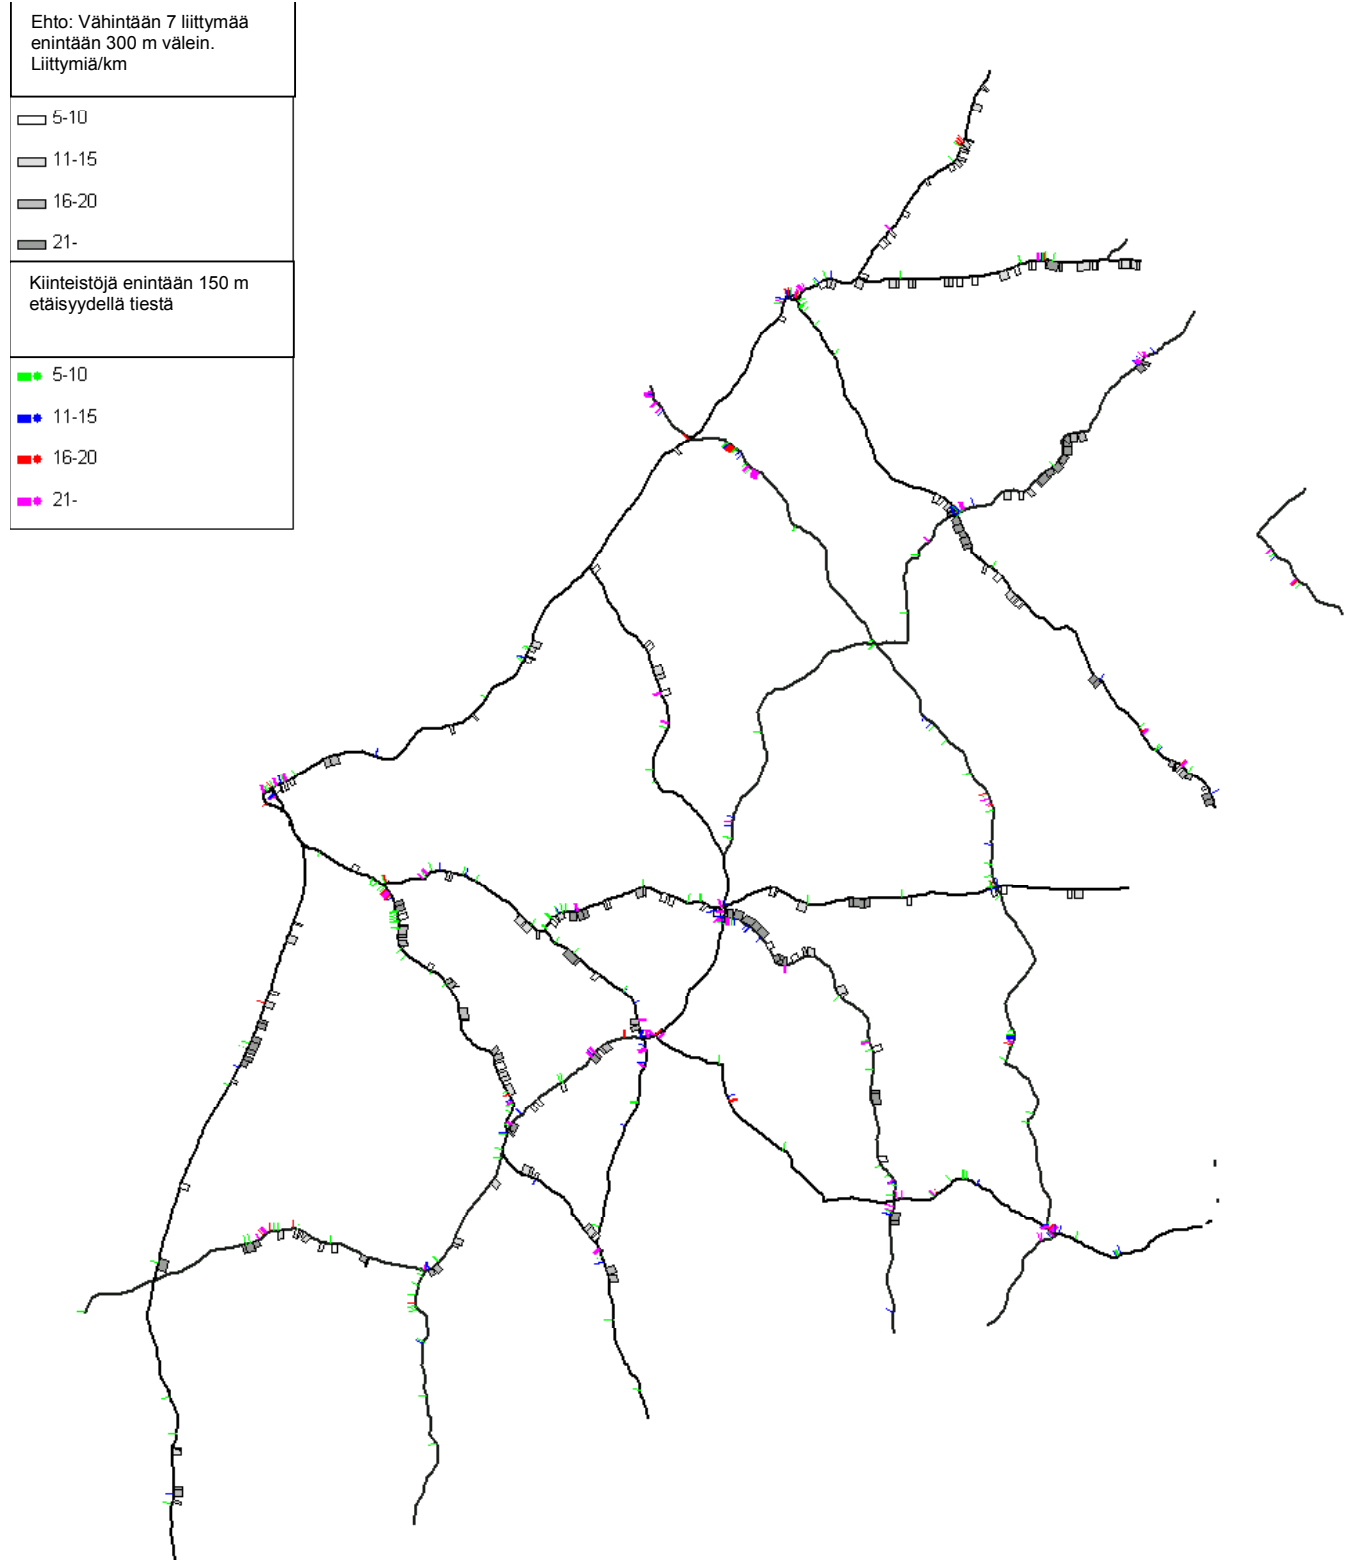 Ehto: Vähintään 7 liittymää
enintään 300 m välein.
Liittymiä/km
5-10
11-15
16-20
21-
Kiinteistöjä enintään 150 m
etäisyydellä tiestä
5-10
11-15
16-20
21-